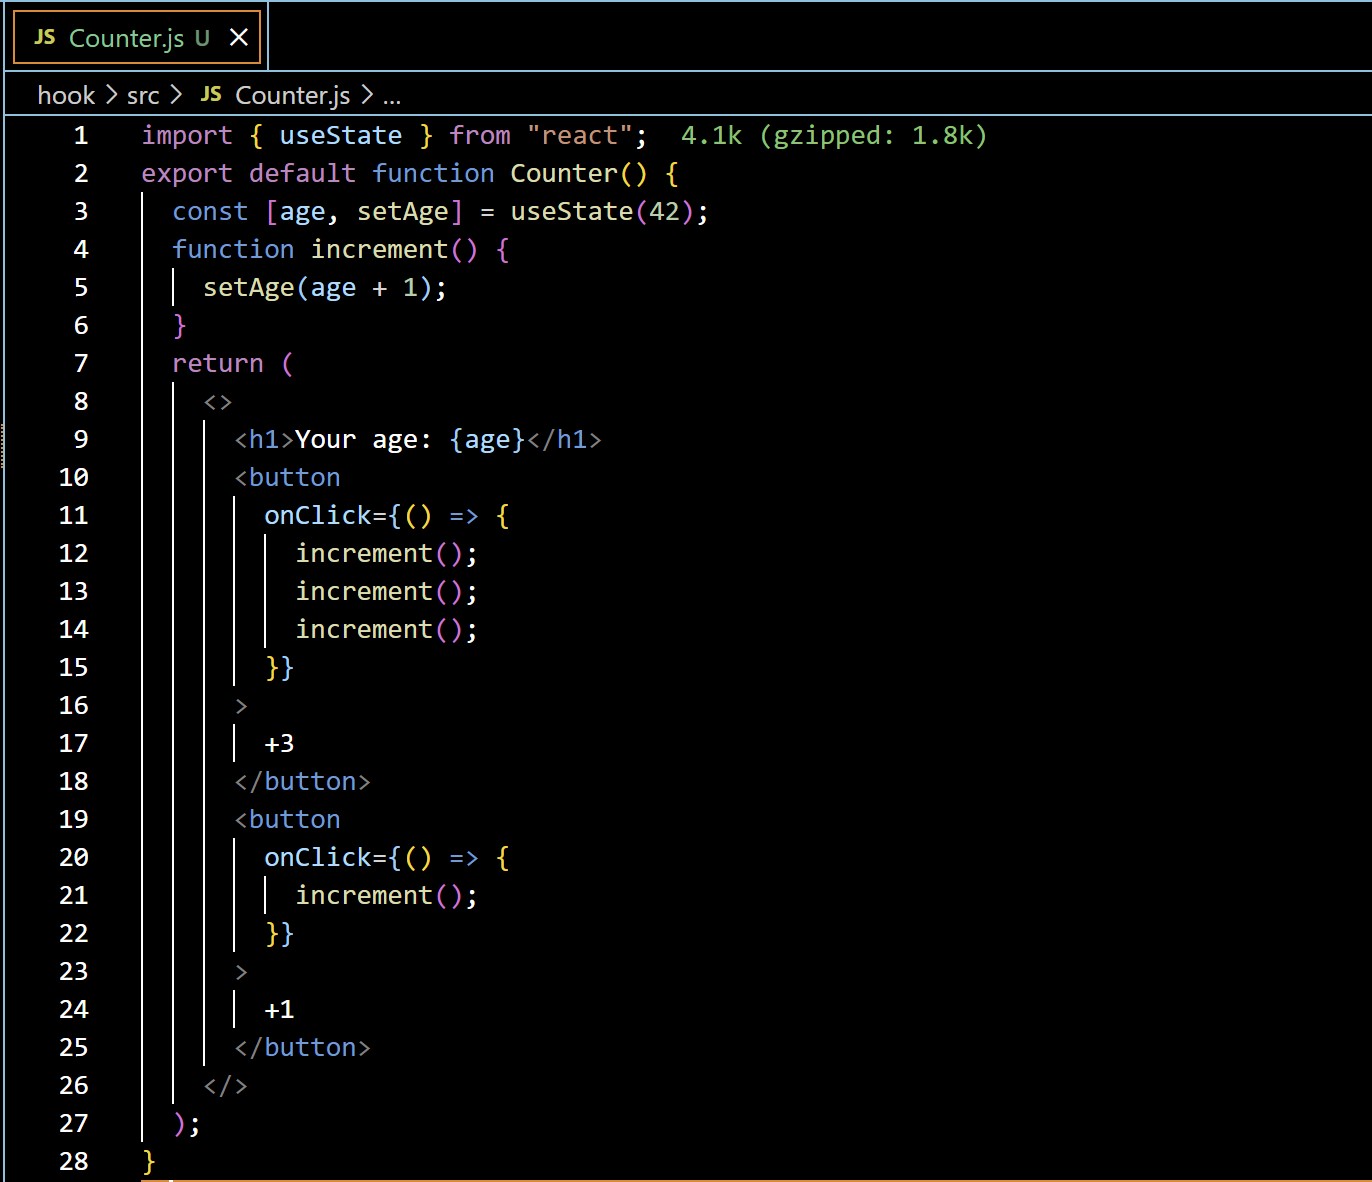 JS Counter.js U ×
hook > src > JS Counter.js > ...
1 import { useState } from "react"; 4.1k (gzipped: 1.8k)
2 export default function Counter() {
3   const [age, setAge] = useState(42);
4   function increment() {
5     setAge(age + 1);
6   }
7   return (
8     <>
9       <h1>Your age: {age}</h1>
10       <button
11         onClick={() => {
12           increment();
13           increment();
14           increment();
15         }}
16       >
17         +3
18       </button>
19       <button
20         onClick={() => {
21           increment();
22         }}
23       >
24         +1
25       </button>
26     </>
27   );
28 }